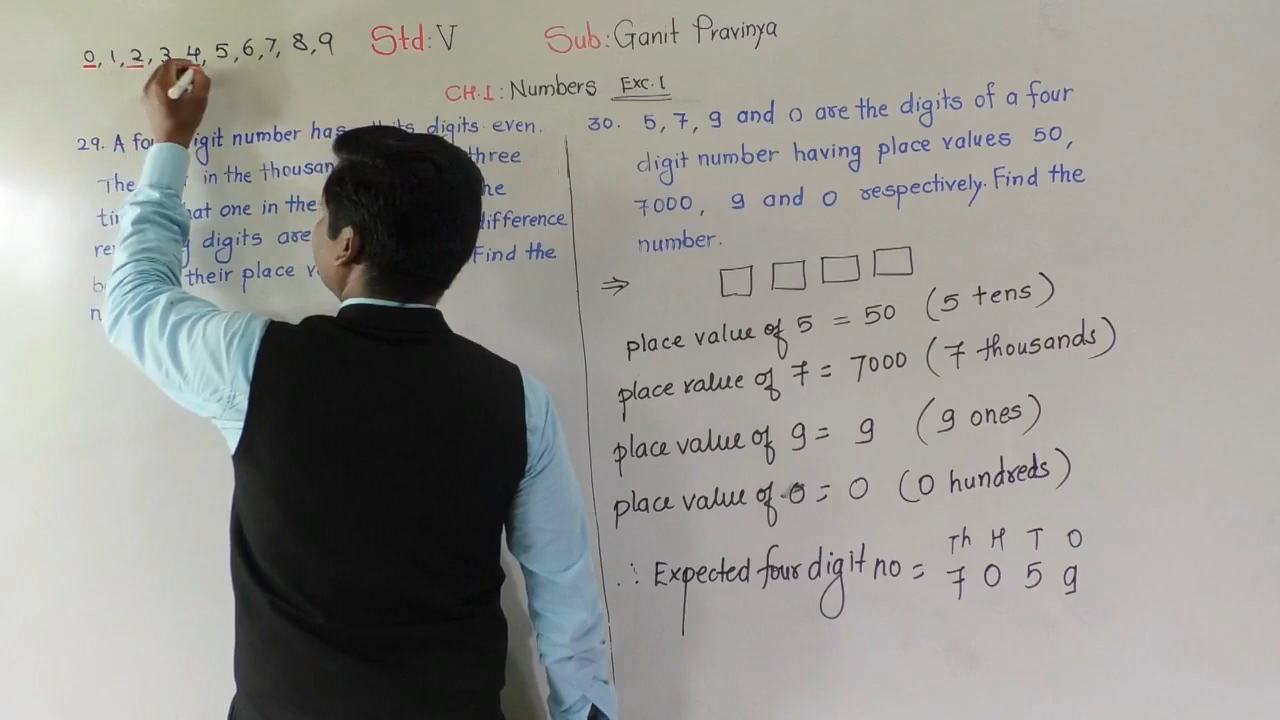 0, 1, 2, 3, 4, 5, 6, 7, 8, 9
Std: V
Sub: Ganit Pravinya
CH.I: Numbers Exc.1
29. A four digit number has its digits even.
The in the thousan three
that one in the
digits are difference
their place Find the
30. 5, 7, 9 and 0 are the digits of a four
digit number having place values 50,
7000, 9 and 0 respectively. Find the
number.
⇒
place value of 5 = 50 (5 tens)
place value of 7 = 7000 (7 thousands)
place value of 9 = 9 (9 ones)
place value of 0 = 0 (0 hundreds)
Th H T O
∴ Expected four digit no = 7 0 5 9